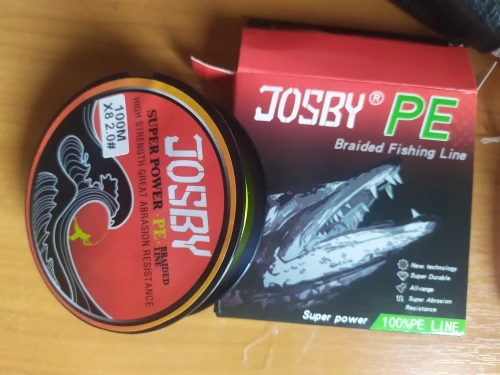 100M
X8 2.0#
JOSBY
SUPER POWER · PE BRAIDED LINE
HIGH STRENGTH GREAT ABRASION RESISTANCE
JOSBY® PE
Braided Fishing Line
New technology
Super Durable
All-range
Super Abrasion
Resistance
Super power
100%PE LINE